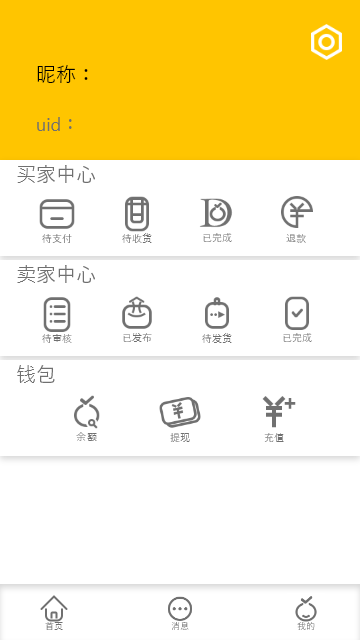 昵称：
uid：
买家中心
待支付 待收货 已完成 退款
卖家中心
待审核 已发布 待发货 已完成
钱包
余额 提现 充值
首页 消息 我的